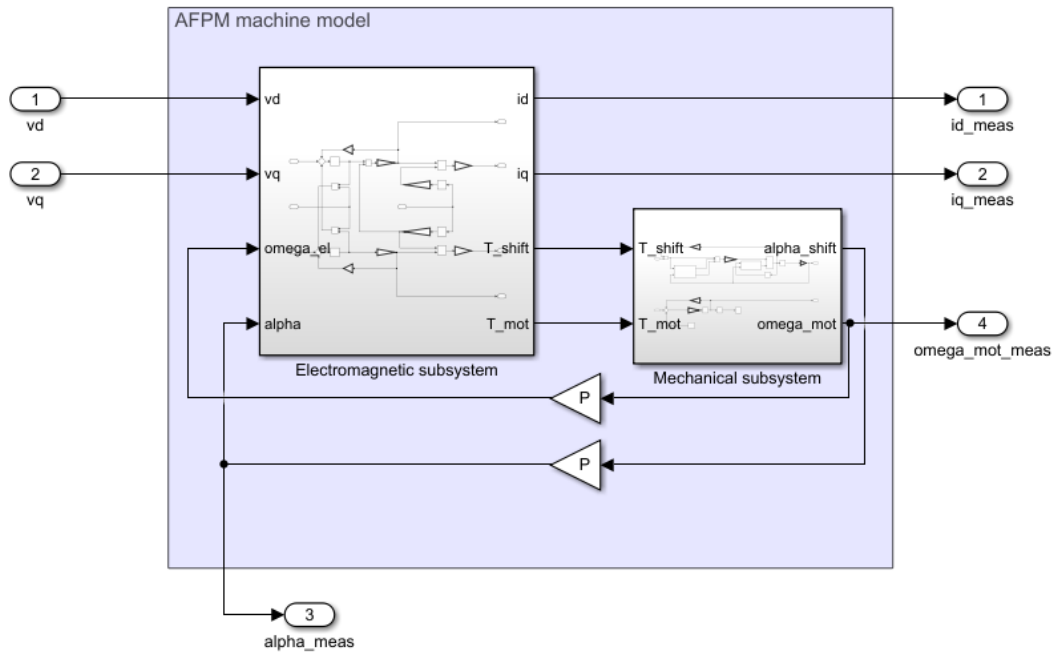 AFPM machine model
1
vd
2
vq
vd
vq
omega_el
alpha
id
iq
T_shift
T_mot
Electromagnetic subsystem
T_shift
T_mot
alpha_shift
omega_mot
Mechanical subsystem
P
P
1
id_meas
2
iq_meas
4
omega_mot_meas
3
alpha_meas